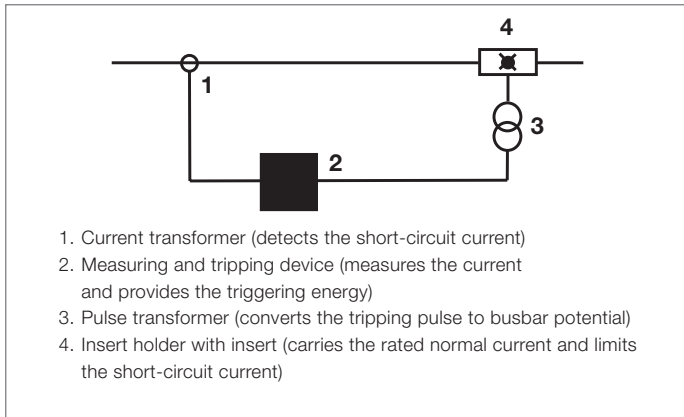 4
1
3
2
1. Current transformer (detects the short-circuit current)
2. Measuring and tripping device (measures the current
and provides the triggering energy)
3. Pulse transformer (converts the tripping pulse to busbar potential)
4. Insert holder with insert (carries the rated normal current and limits
the short-circuit current)